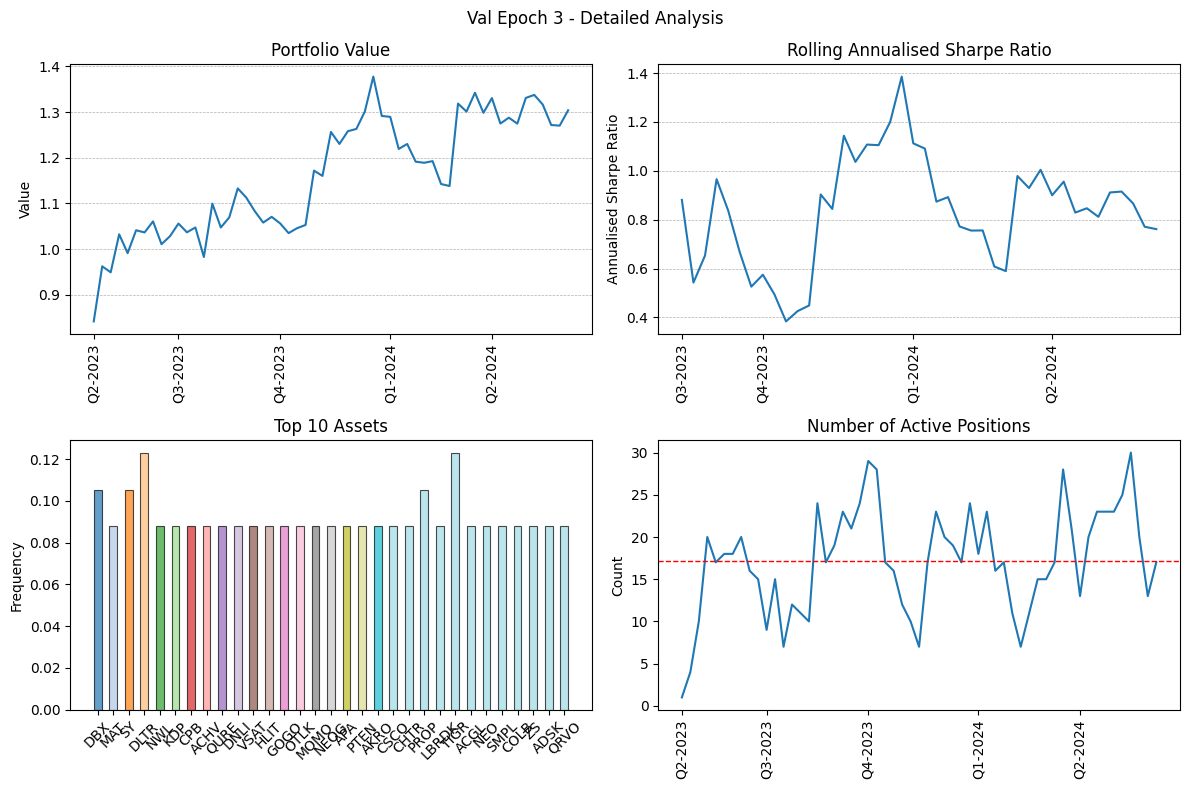 Val Epoch 3 - Detailed Analysis
Portfolio Value
Value
1.4
1.3
1.2
1.1
1.0
0.9
Q2-2023
Q3-2023
Q4-2023
Q1-2024
Q2-2024
Rolling Annualised Sharpe Ratio
Annualised Sharpe Ratio
1.4
1.2
1.0
0.8
0.6
0.4
Q3-2023
Q4-2023
Q1-2024
Q2-2024
Top 10 Assets
Frequency
0.12
0.10
0.08
0.06
0.04
0.02
0.00
DBX
MAT
SY
DLTR
NWL
KDP
CPB
ACHV
QURE
DNLI
VSAT
HLIT
GOGO
OTLK
MOMO
NEOG
APA
PTEN
AKRO
CSCO
CHTR
PROP
LBRDK
TIGR
ACGL
NEO
SMPL
COLB
ZS
ADSK
QRVO
Number of Active Positions
Count
30
25
20
15
10
5
0
Q2-2023
Q3-2023
Q4-2023
Q1-2024
Q2-2024